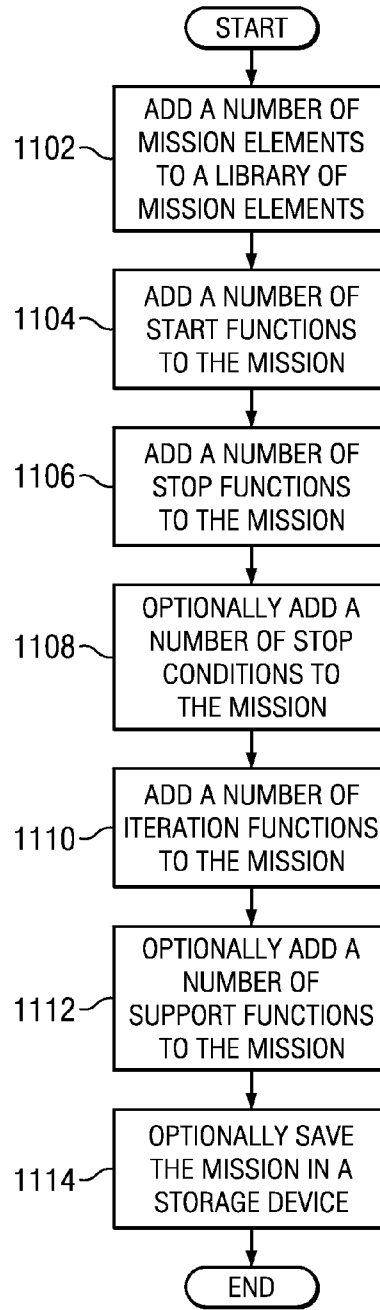 START
1102
ADD A NUMBER OF
MISSION ELEMENTS
TO A LIBRARY OF
MISSION ELEMENTS
1104
ADD A NUMBER OF
START FUNCTIONS
TO THE MISSION
1106
ADD A NUMBER OF
STOP FUNCTIONS
TO THE MISSION
1108
OPTIONALLY ADD A
NUMBER OF STOP
CONDITIONS TO
THE MISSION
1110
ADD A NUMBER OF
ITERATION FUNCTIONS
TO THE MISSION
1112
OPTIONALLY ADD A
NUMBER OF
SUPPORT FUNCTIONS
TO THE MISSION
1114
OPTIONALLY SAVE
THE MISSION IN A
STORAGE DEVICE
END